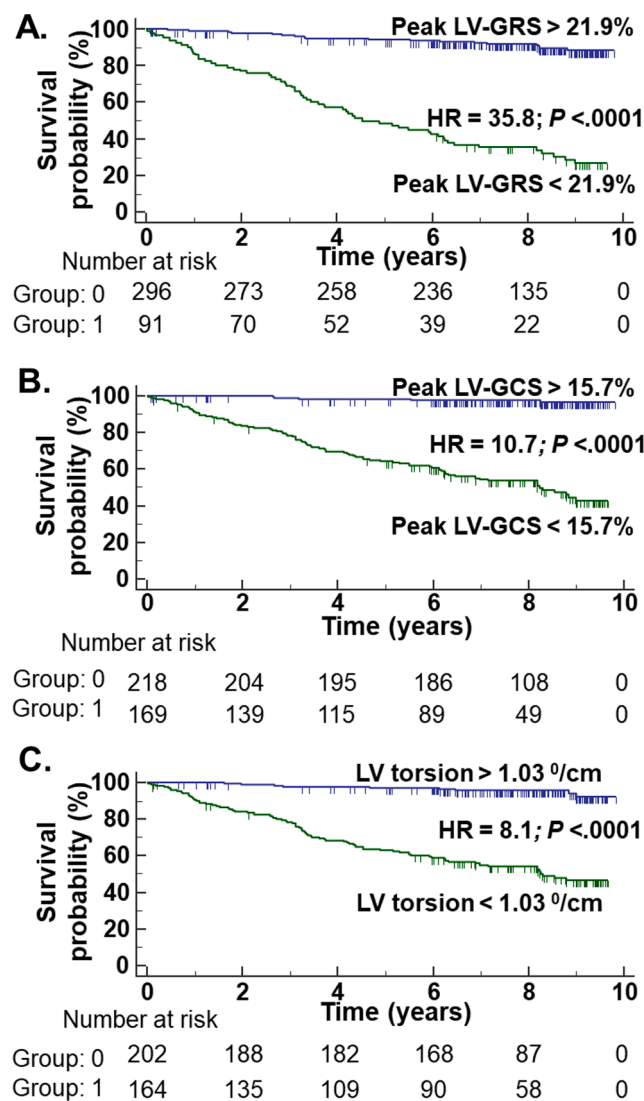 A.
Peak LV-GRS > 21.9%
HR = 35.8; P <.0001
Peak LV-GRS < 21.9%
Survival
probability (%)
100
80
60
40
20
0
0 2 4 6 8 10
Time (years)
Number at risk
Group: 0 296 273 258 236 135 0
Group: 1 91 70 52 39 22 0
B.
Peak LV-GCS > 15.7%
HR = 10.7; P <.0001
Peak LV-GCS < 15.7%
Survival
probability (%)
100
80
60
40
20
0
0 2 4 6 8 10
Time (years)
Number at risk
Group: 0 218 204 195 186 108 0
Group: 1 169 139 115 89 49 0
C.
LV torsion > 1.03 ⁰/cm
HR = 8.1; P <.0001
LV torsion < 1.03 ⁰/cm
Survival
probability (%)
100
80
60
40
20
0
0 2 4 6 8 10
Time (years)
Number at risk
Group: 0 202 188 182 168 87 0
Group: 1 164 135 109 90 58 0